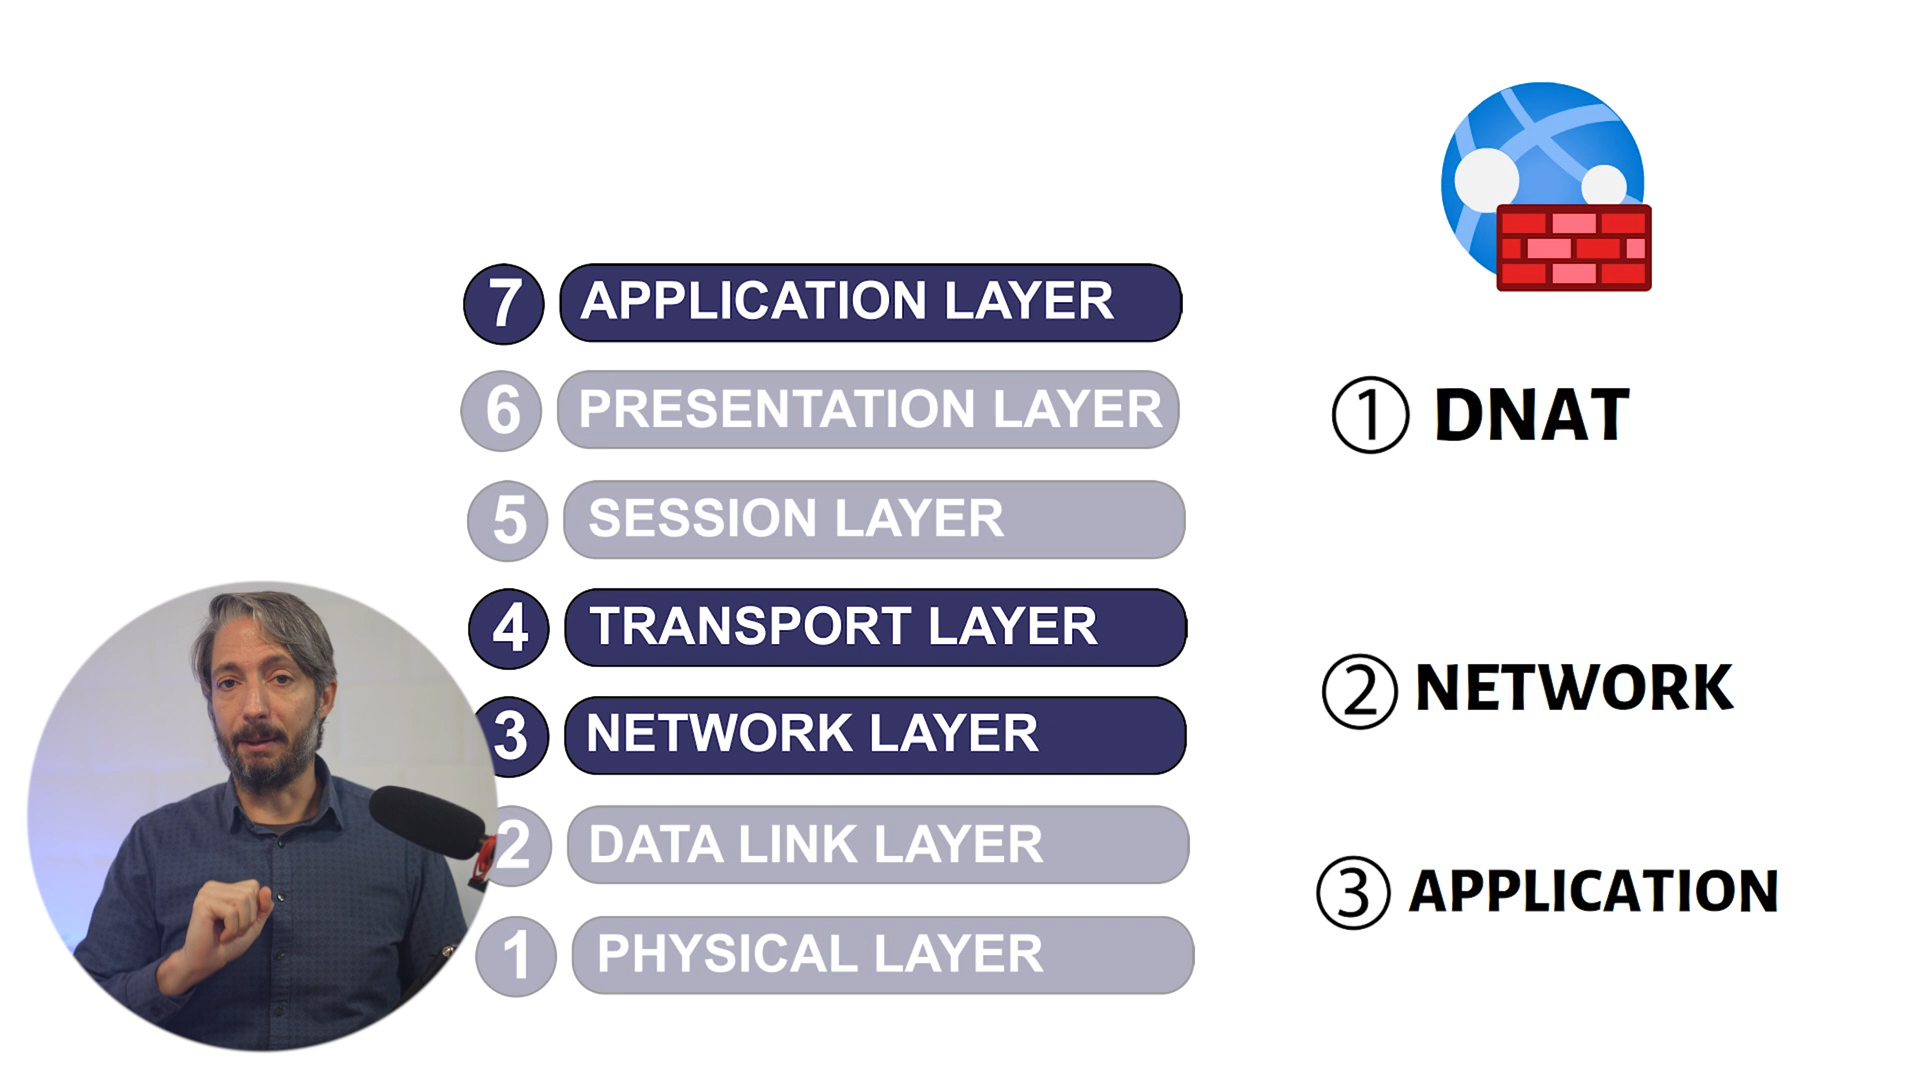 7 APPLICATION LAYER
6 PRESENTATION LAYER
5 SESSION LAYER
4 TRANSPORT LAYER
3 NETWORK LAYER
2 DATA LINK LAYER
1 PHYSICAL LAYER
① DNAT
② NETWORK
③ APPLICATION